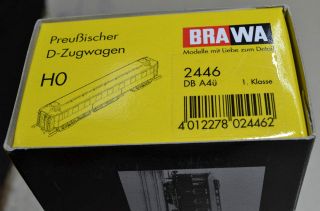 Preußischer
D-Zugwagen
H0
BRAWA
Modelle mit Liebe zum Detail
2446
DB A4ü 1. Klasse
4 012278 024462